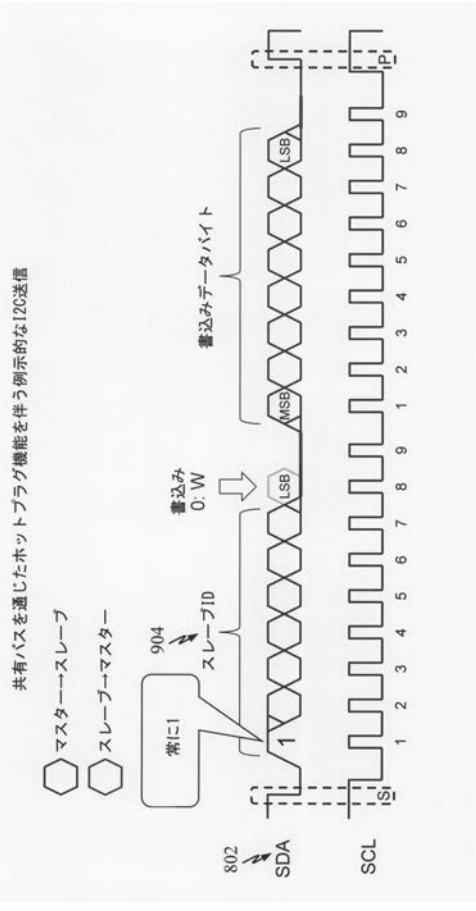 共有バスを通じたホットプラグ機能を伴う例示的なI2C送信
マスター→スレーブ
スレーブ→マスター
常に1
904
スレーブID
書込み
0: W
書込みデータバイト
802
SDA
1
LSB
MSB
LSB
SCL
S
1 2 3 4 5 6 7 8 9 1 2 3 4 5 6 7 8 9
P